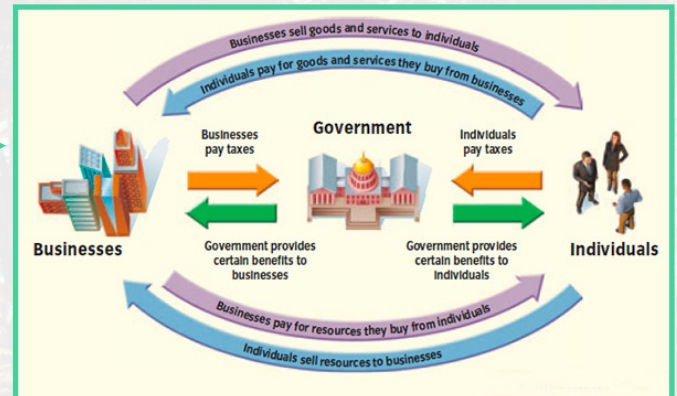 Businesses sell goods and services to individuals
Individuals pay for goods and services they buy from businesses
Government
Businesses
pay taxes
Individuals
pay taxes
Businesses
Government provides
certain benefits to
businesses
Government provides
certain benefits to
individuals
Individuals
Businesses pay for resources they buy from individuals
Individuals sell resources to businesses